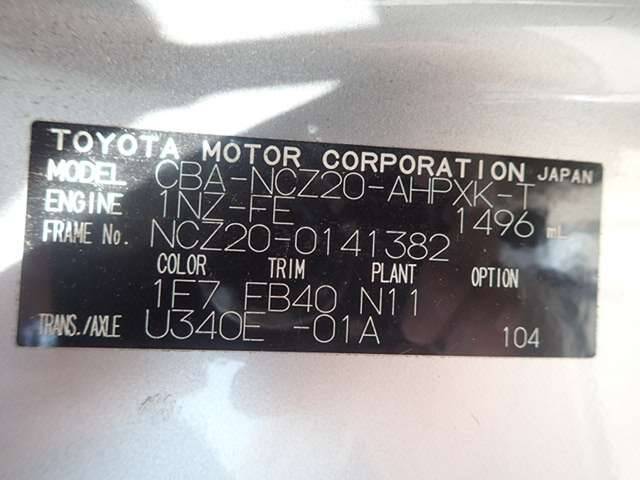 TOYOTA MOTOR CORPORATION JAPAN
MODEL CBA-NCZ20-AHPXK-T
ENGINE 1NZ-FE 1496 mL
FRAME No. NCZ20-0141382
COLOR TRIM PLANT OPTION
1E7 FB40 N11
TRANS./AXLE U340E -01A 104